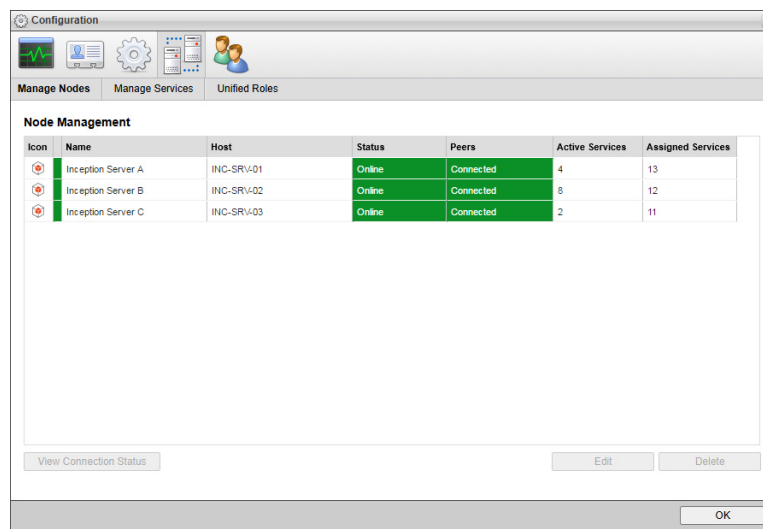 Configuration
Manage Nodes Manage Services Unified Roles
Node Management
Icon Name Host Status Peers Active Services Assigned Services
Inception Server A INC-SRV-01 Online Connected 4 13
Inception Server B INC-SRV-02 Online Connected 8 12
Inception Server C INC-SRV-03 Online Connected 2 11
View Connection Status Edit Delete
OK